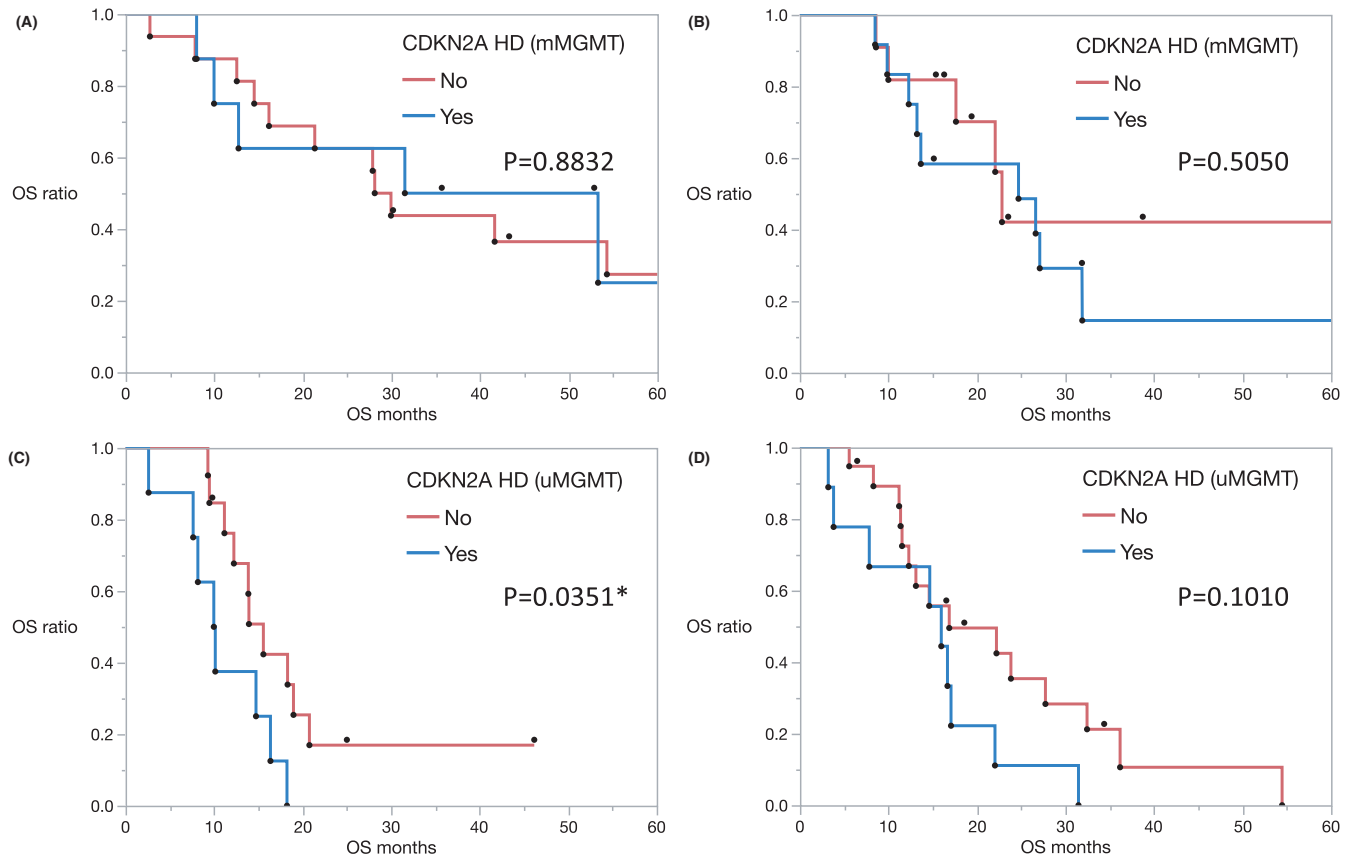 (A)
1.0
0.8
0.6
0.4
0.2
0.0
OS ratio
CDKN2A HD (mMGMT)
No
Yes
P=0.8832
0 10 20 30 40 50 60
OS months
(B)
1.0
0.8
0.6
0.4
0.2
0.0
OS ratio
CDKN2A HD (mMGMT)
No
Yes
P=0.5050
0 10 20 30 40 50 60
OS months
(C)
1.0
0.8
0.6
0.4
0.2
0.0
OS ratio
CDKN2A HD (uMGMT)
No
Yes
P=0.0351*
0 10 20 30 40 50 60
OS months
(D)
1.0
0.8
0.6
0.4
0.2
0.0
OS ratio
CDKN2A HD (uMGMT)
No
Yes
P=0.1010
0 10 20 30 40 50 60
OS months